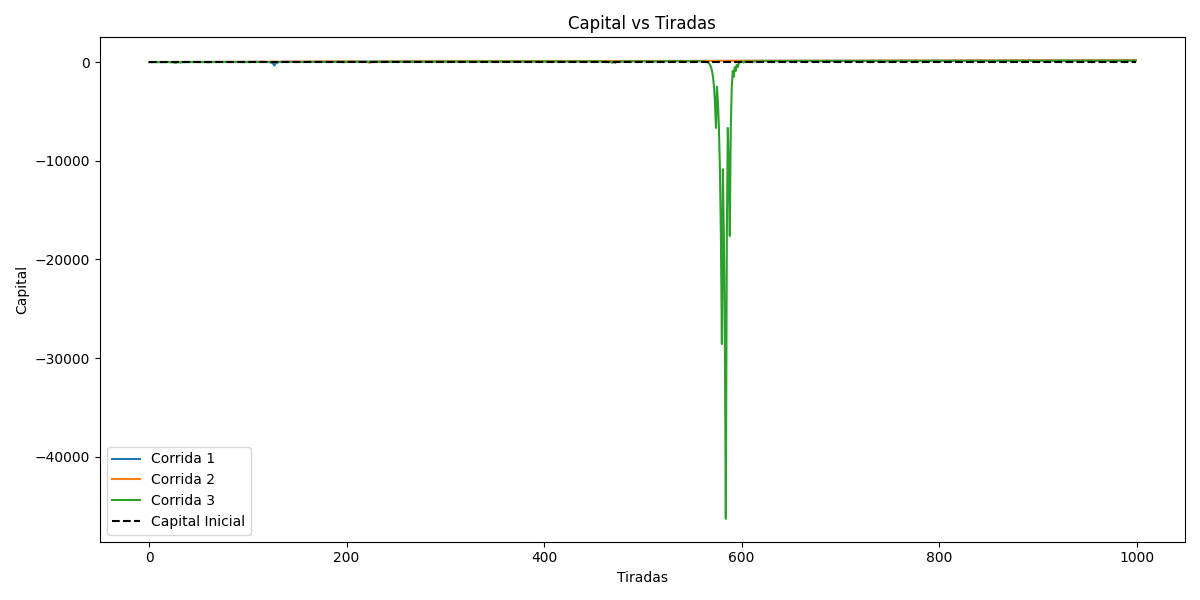 Capital vs Tiradas
Capital
0
−10000
−20000
−30000
−40000
Corrida 1
Corrida 2
Corrida 3
Capital Inicial
0 200 400 600 800 1000
Tiradas